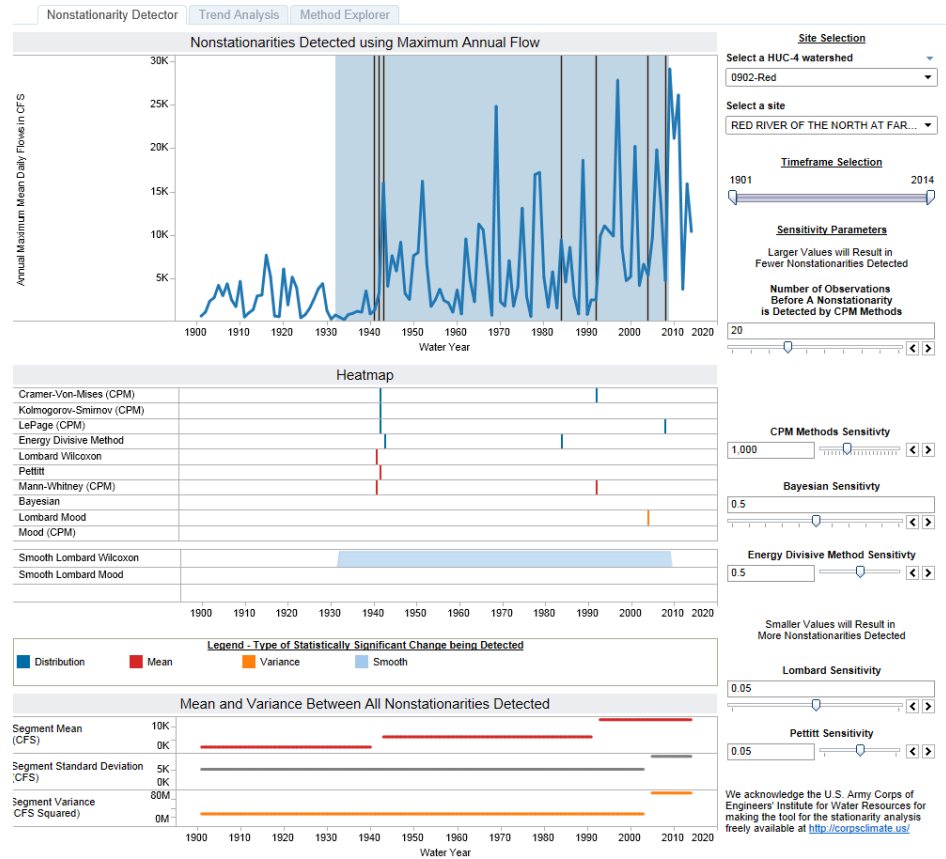 Nonstationarity Detector
Trend Analysis
Method Explorer
Nonstationarities Detected using Maximum Annual Flow
Annual Maximum Mean Daily Flows in CFS
30K
25K
20K
15K
10K
5K
1900 1910 1920 1930 1940 1950 1960 1970 1980 1990 2000 2010 2020
Water Year
Heatmap
Cramer-Von-Mises (CPM)
Kolmogorov-Smirnov (CPM)
LePage (CPM)
Energy Divisive Method
Lombard Wilcoxon
Pettitt
Mann-Whitney (CPM)
Bayesian
Lombard Mood
Mood (CPM)
Smooth Lombard Wilcoxon
Smooth Lombard Mood
1900 1910 1920 1930 1940 1950 1960 1970 1980 1990 2000 2010 2020
Legend - Type of Statistically Significant Change being Detected
Distribution Mean Variance Smooth
Mean and Variance Between All Nonstationarities Detected
Segment Mean
(CFS)
10K
0K
Segment Standard Deviation
(CFS)
5K
0K
Segment Variance
(CFS Squared)
80M
0M
1900 1910 1920 1930 1940 1950 1960 1970 1980 1990 2000 2010 2020
Water Year
Site Selection
Select a HUC-4 watershed
0902-Red
Select a site
RED RIVER OF THE NORTH AT FAR...
Timeframe Selection
1901 2014
Sensitivity Parameters
Larger Values will Result in
Fewer Nonstationarities Detected
Number of Observations
Before A Nonstationarity
is Detected by CPM Methods
20
CPM Methods Sensitivty
1,000
Bayesian Sensitivty
0.5
Energy Divisive Method Sensitivty
0.5
Smaller Values will Result in
More Nonstationarities Detected
Lombard Sensitivity
0.05
Pettitt Sensitivity
0.05
We acknowledge the U.S. Army Corps of
Engineers' Institute for Water Resources for
making the tool for the stationarity analysis
freely available at http://corpsclimate.us/